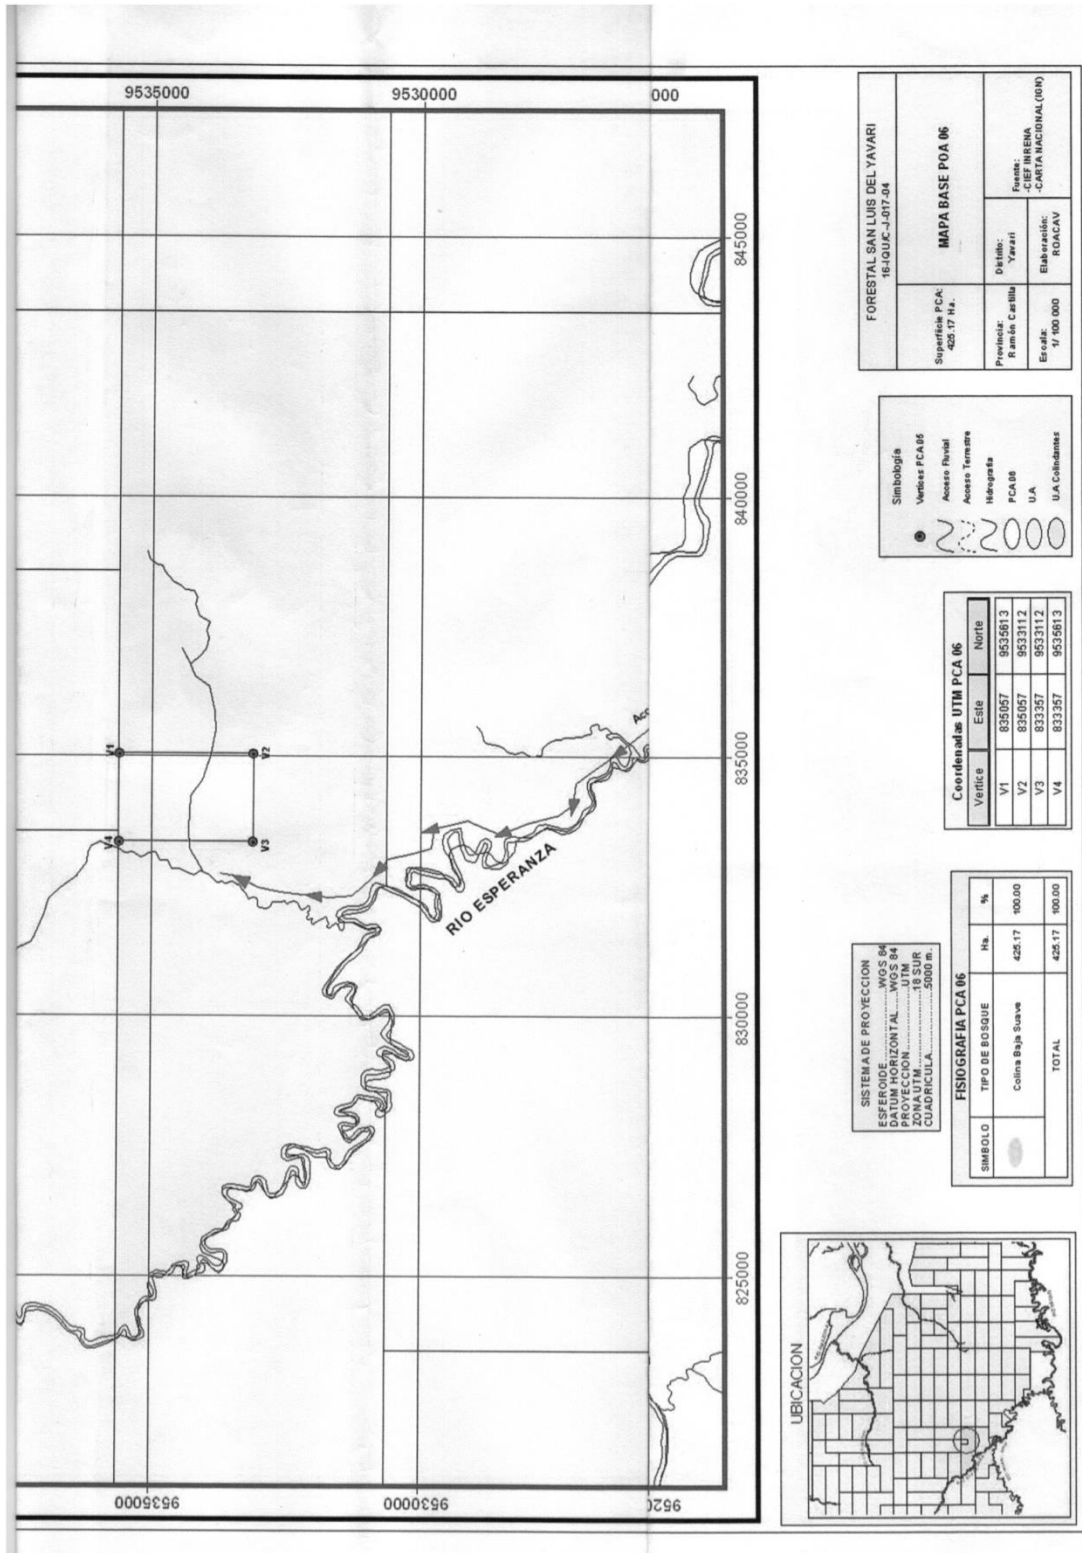 9535000
9530000
000
845000
840000
835000
830000
825000
9535000
9530000
952
V1
V2
V3
V4
RIO ESPERANZA
Acc
FORESTAL SAN LUIS DEL YAVARI
16-IQU/C-J-017-04
Superficie PCA:
425.17 Ha.
MAPA BASE POA 06
Provincia:
Ramón Castilla
Distrito:
Yavari
Fuente:
-CIEF INRENA
-CARTA NACIONAL (IGN)
Escala:
1/ 100 000
Elaboración:
ROACAV
Simbología
Vertices PCA 05
Acceso Fluvial
Acceso Terrestre
Hidrografia
PCA 06
U.A
U.A Colindantes
Coordenadas UTM PCA 06
Vertice Este Norte
V1 835057 9535613
V2 835057 9533112
V3 833357 9533112
V4 833357 9535613
SISTEMA DE PROYECCION
ESFEROIDE..................WGS 84
DATUM HORIZONTAL.....WGS 84
PROYECCION..................UTM
ZONA UTM..................18 SUR
CUADRICULA..................5000 m.
FISIOGRAFIA PCA 06
SIMBOLO TIPO DE BOSQUE Ha. %
Colina Baja Suave 425.17 100.00
TOTAL 425.17 100.00
UBICACION